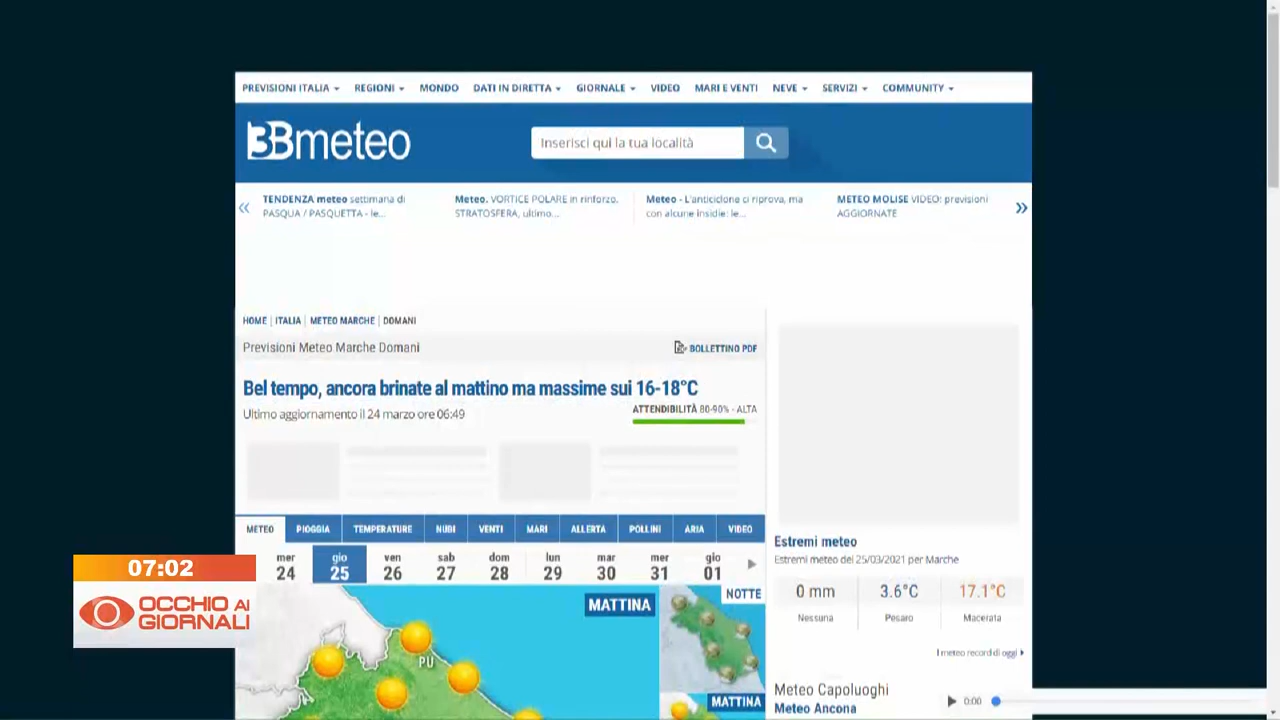 PREVISIONI ITALIA REGIONI MONDO DATI IN DIRETTA GIORNALE VIDEO MARI E VENTI NEVE SERVIZI COMMUNITY
3Bmeteo
Inserisci qui la tua località
TENDENZA meteo settimana di
PASQUA / PASQUETTA - le...
Meteo. VORTICE POLARE in rinforzo.
STRATOSFERA, ultimo...
Meteo - L'anticiclone ci riprova, ma
con alcune insidie: le...
METEO MOLISE VIDEO: previsioni
AGGIORNATE
HOME | ITALIA | METEO MARCHE | DOMANI
Previsioni Meteo Marche Domani
BOLLETTINO PDF
Bel tempo, ancora brinate al mattino ma massime sui 16-18°C
Ultimo aggiornamento il 24 marzo ore 06:49
ATTENDIBILITÀ 80-90% - ALTA
METEO PIOGGIA TEMPERATURE NUBI VENTI MARI ALLERTA POLLINI ARIA VIDEO
mer gio ven sab dom lun mar mer gio
24 25 26 27 28 29 30 31 01
MATTINA
NOTTE
PU
MATTINA
Estremi meteo
Estremi meteo del 25/03/2021 per Marche
0 mm 3.6°C 17.1°C
Nessuna Pesaro Macerata
I meteo record di oggi
Meteo Capoluoghi
Meteo Ancona
0:00
07:02
OCCHIO AI
GIORNALI